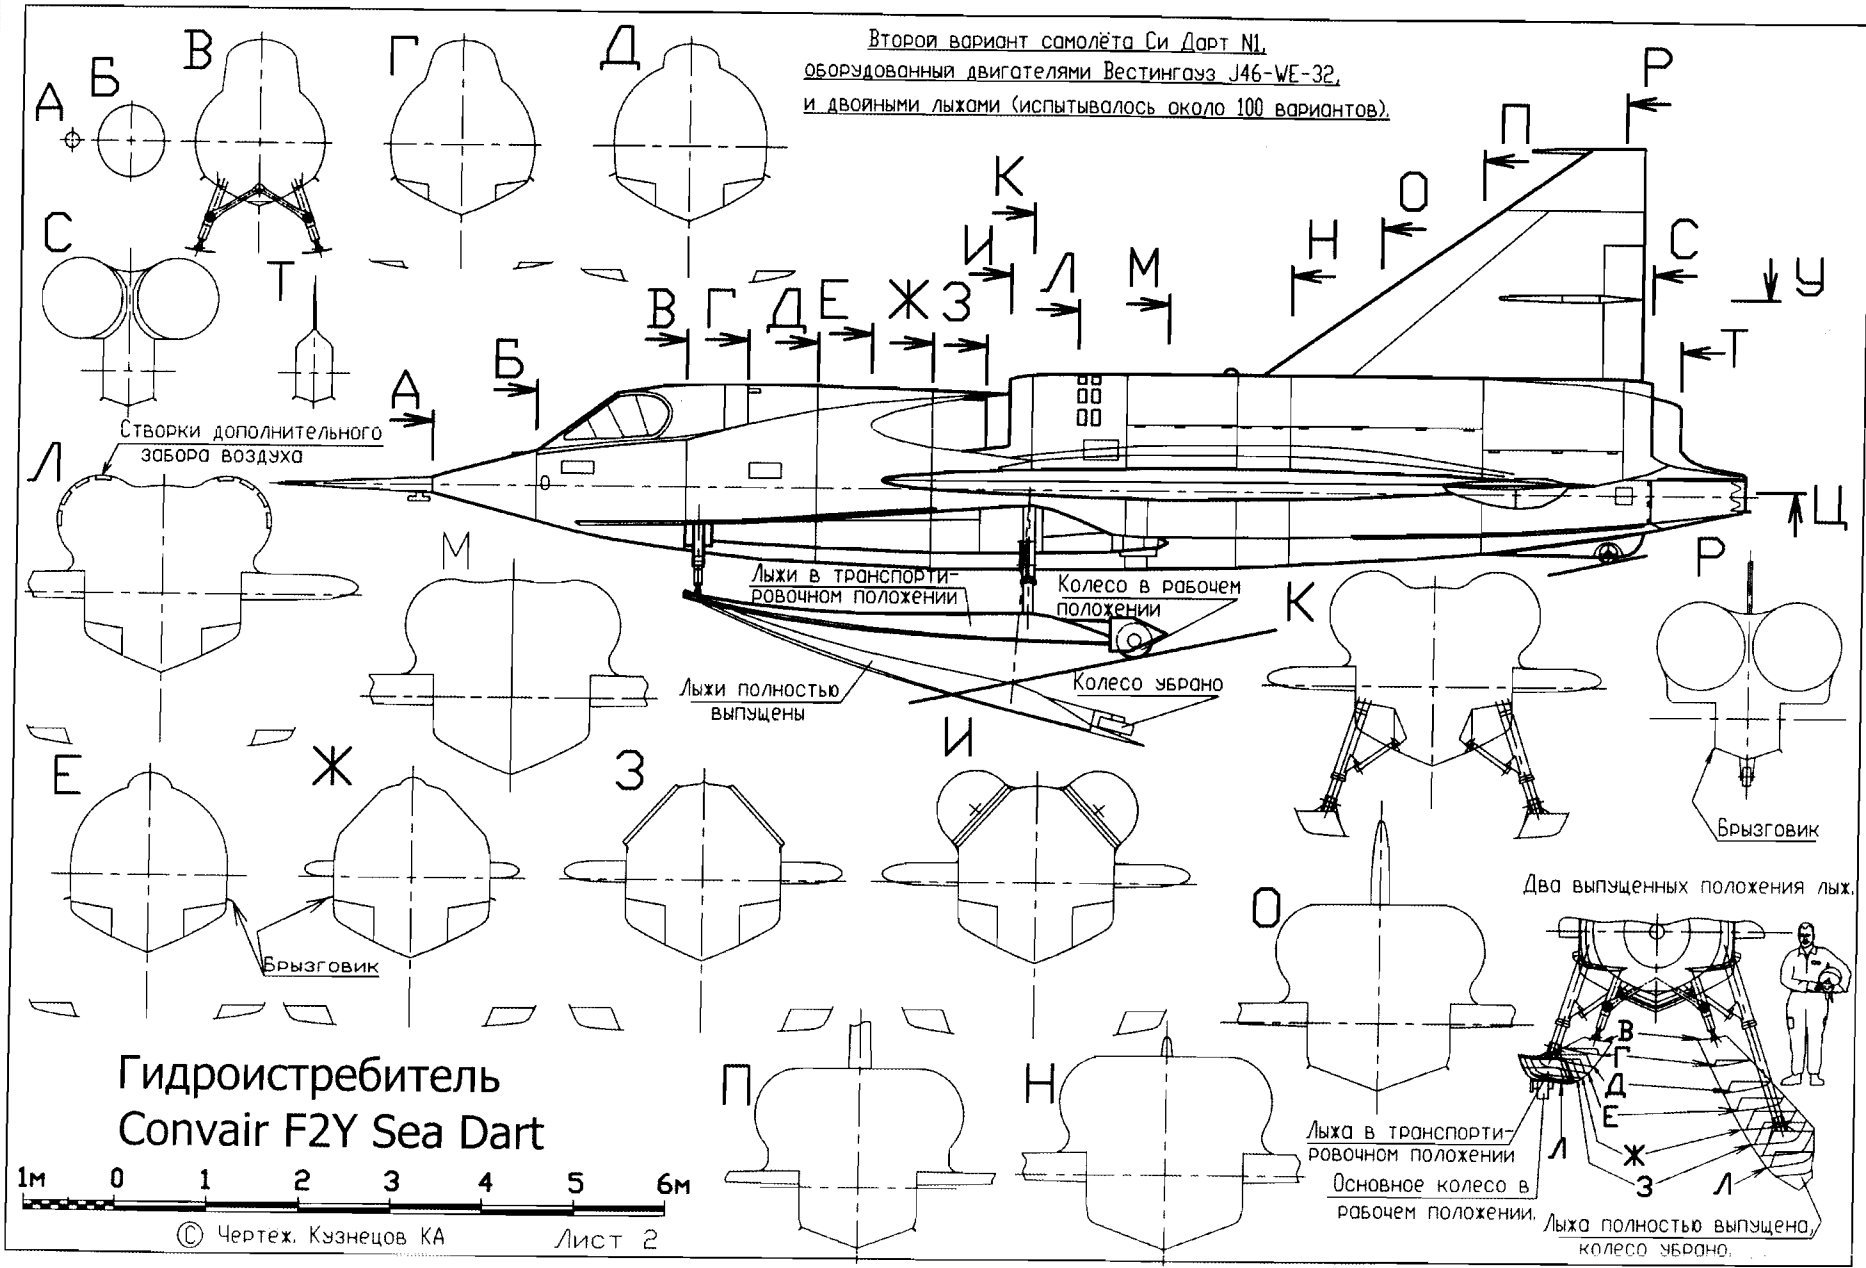 Второй вариант самолёта Си Дарт N1,
оборудованный двигателями Вестингауз J46-WE-32,
и двойными лыжами (испытывалось около 100 вариантов).
А
Б
В
Г
Д
Р
П
О
К
Н
И
С
Л
М
У
С
Т
В
Г
Д
Е
Ж
З
Т
Б
А
Створки дополнительного
забора воздуха
Л
Ц
М
Р
Лыжи в транспорти-
ровочном положении
Колесо в рабочем
положении
К
Лыжи полностью
выпущены
Колесо убрано
Е
Ж
З
И
Брызговик
Два выпущенных положения лыж.
О
Брызговик
В
Г
Д
Е
Ж
З
Л
Л
Лыжа в транспорти-
ровочном положении
Основное колесо в
рабочем положении.
Лыжа полностью выпущена,
колесо убрано.
П
Н
Гидроистребитель
Convair F2Y Sea Dart
1м 0 1 2 3 4 5 6м
© Чертёж. Кузнецов КА Лист 2